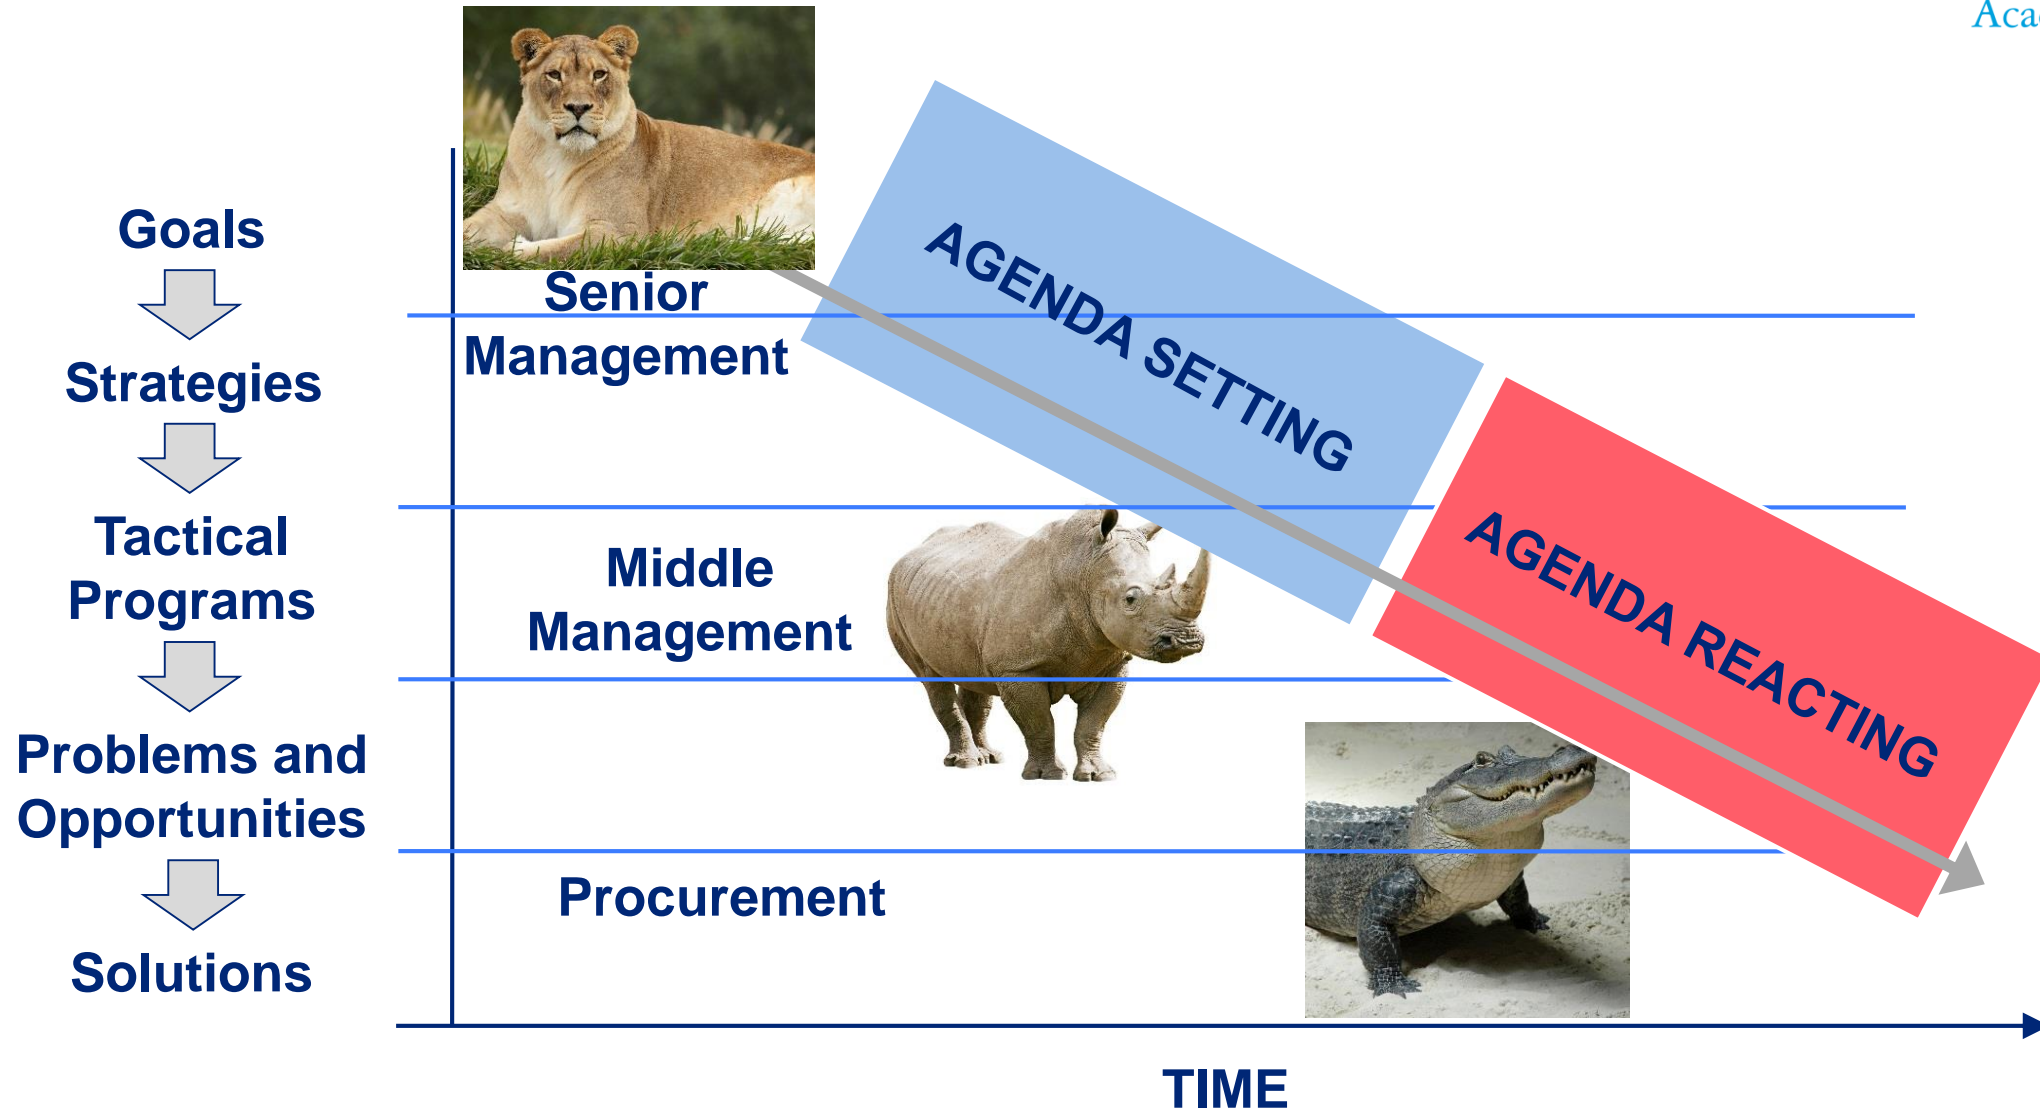 Goals
Strategies
Tactical
Programs
Problems and
Opportunities
Solutions
Senior
Management
Middle
Management
Procurement
AGENDA SETTING
AGENDA REACTING
TIME